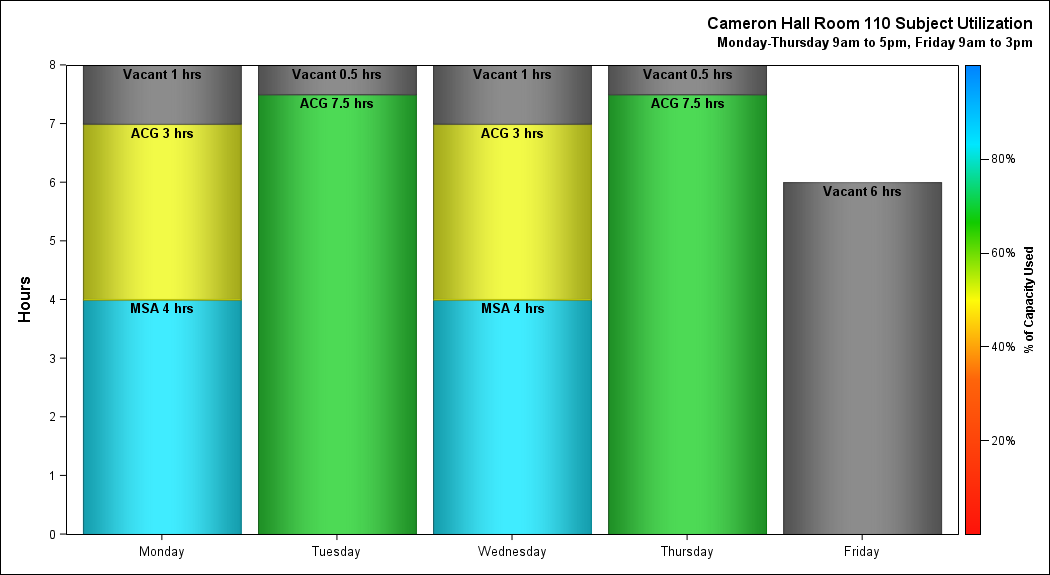 Cameron Hall Room 110 Subject Utilization
Monday-Thursday 9am to 5pm, Friday 9am to 3pm
Hours
8
7
6
5
4
3
2
1
0
Vacant 1 hrs
ACG 3 hrs
MSA 4 hrs
Vacant 0.5 hrs
ACG 7.5 hrs
Vacant 1 hrs
ACG 3 hrs
MSA 4 hrs
Vacant 0.5 hrs
ACG 7.5 hrs
Vacant 6 hrs
Monday
Tuesday
Wednesday
Thursday
Friday
80%
60%
40%
20%
% of Capacity Used